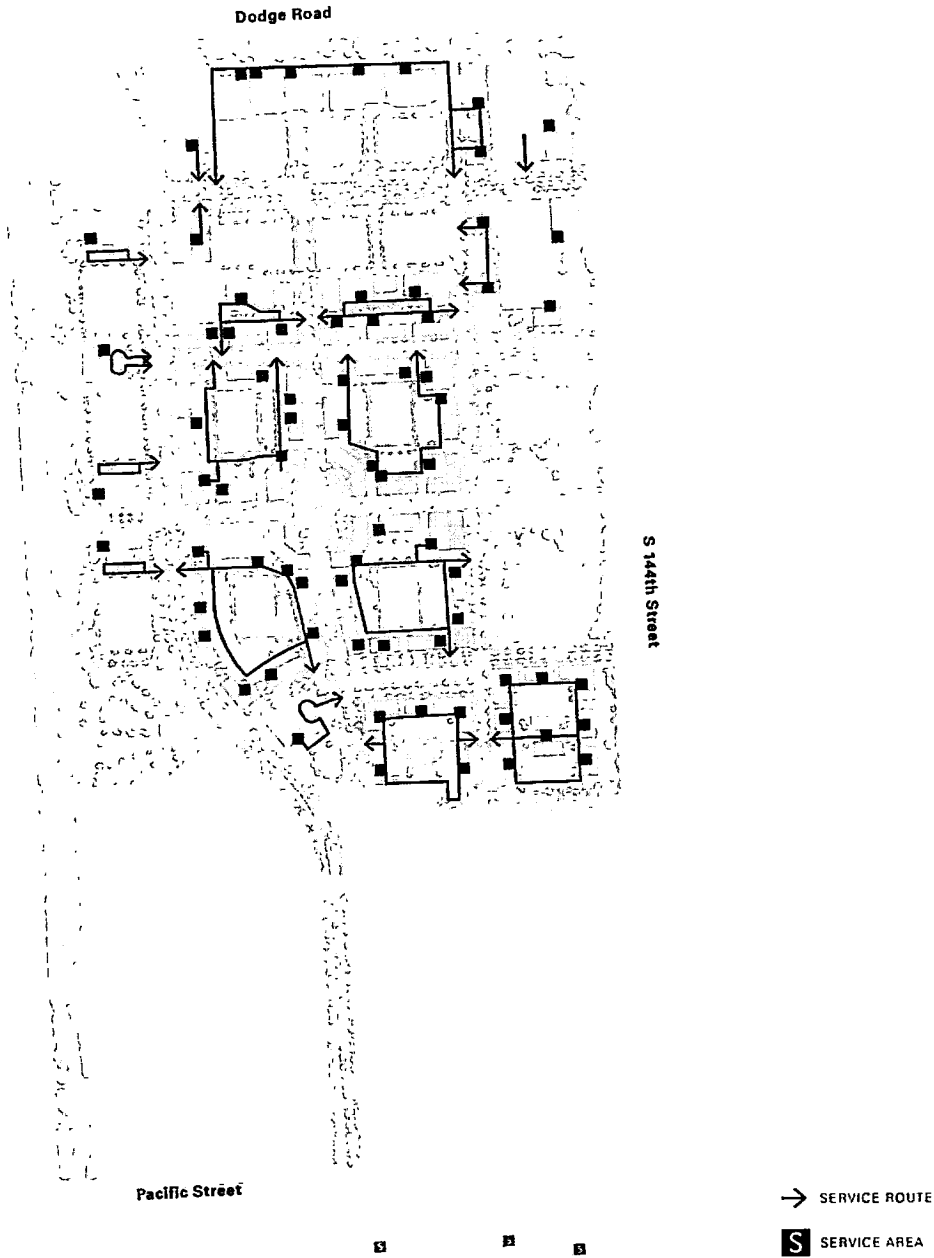 Dodge Road
S 144th Street
Pacific Street
SERVICE ROUTE
S SERVICE AREA
S S S